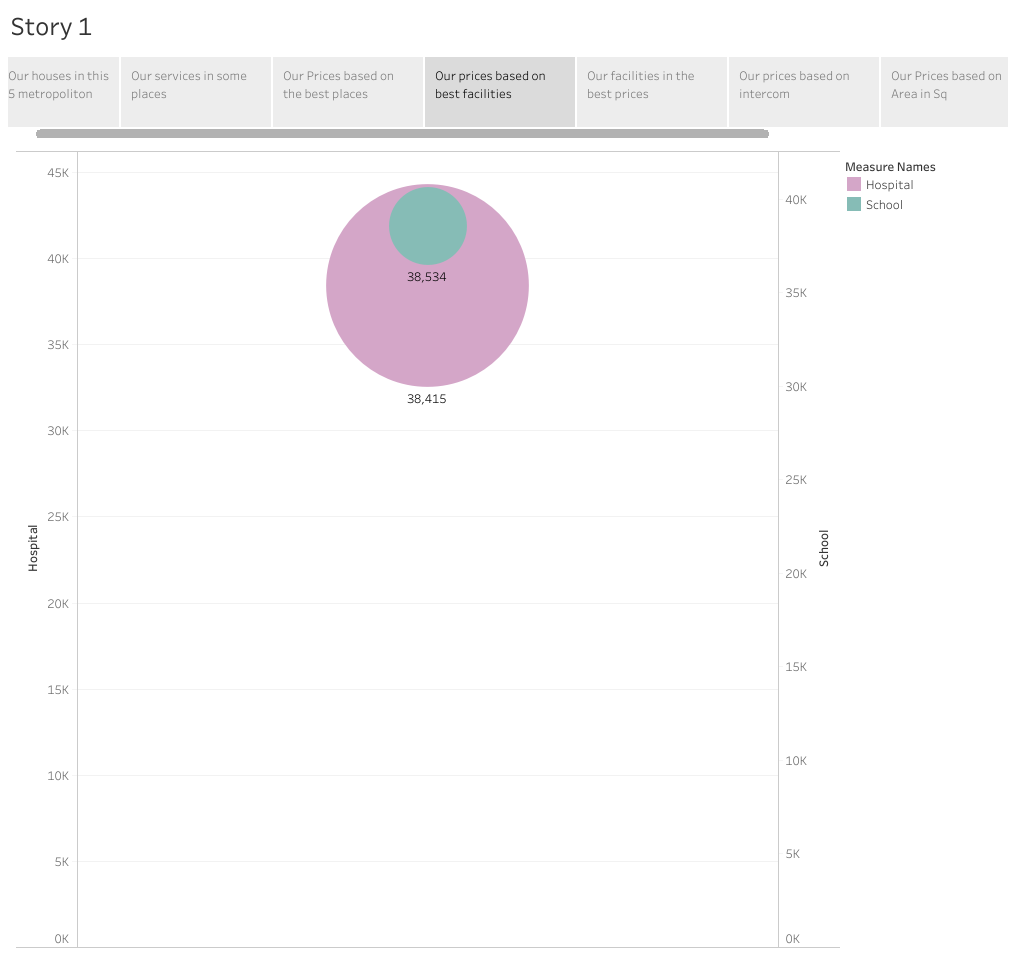 Story 1
Our houses in this
5 metropoliton
Our services in some
places
Our Prices based on
the best places
Our prices based on
best facilities
Our facilities in the
best prices
Our prices based on
intercom
Our Prices based on
Area in Sq
Measure Names
Hospital
School
45K
40K
35K
30K
25K
20K
15K
10K
5K
0K
Hospital
38,534
38,415
40K
35K
30K
25K
20K
15K
10K
5K
0K
School